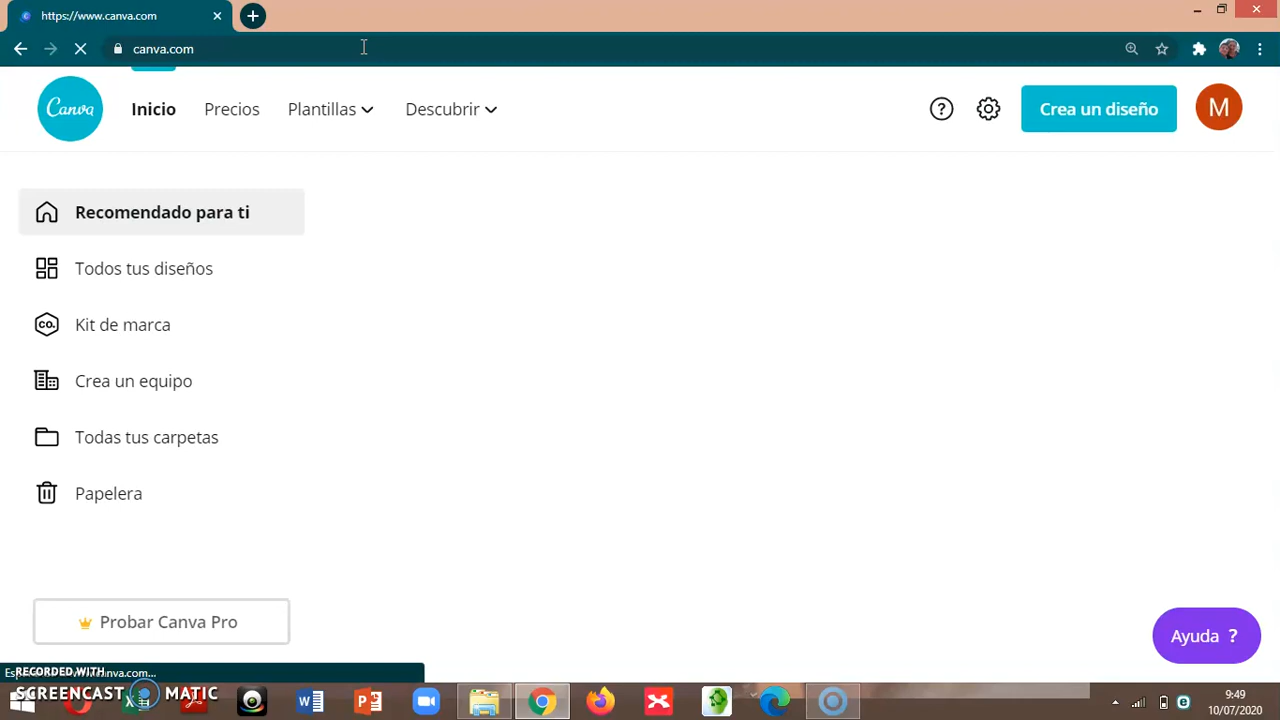 https://www.canva.com
canva.com
Canva
Inicio
Precios
Plantillas
Descubrir
?
Crea un diseño
M
Recomendado para ti
Todos tus diseños
CO.
Kit de marca
Crea un equipo
Todas tus carpetas
Papelera
Probar Canva Pro
Ayuda ?
RECORDED WITH
SCREENCAST MATIC
9:49
10/07/2020